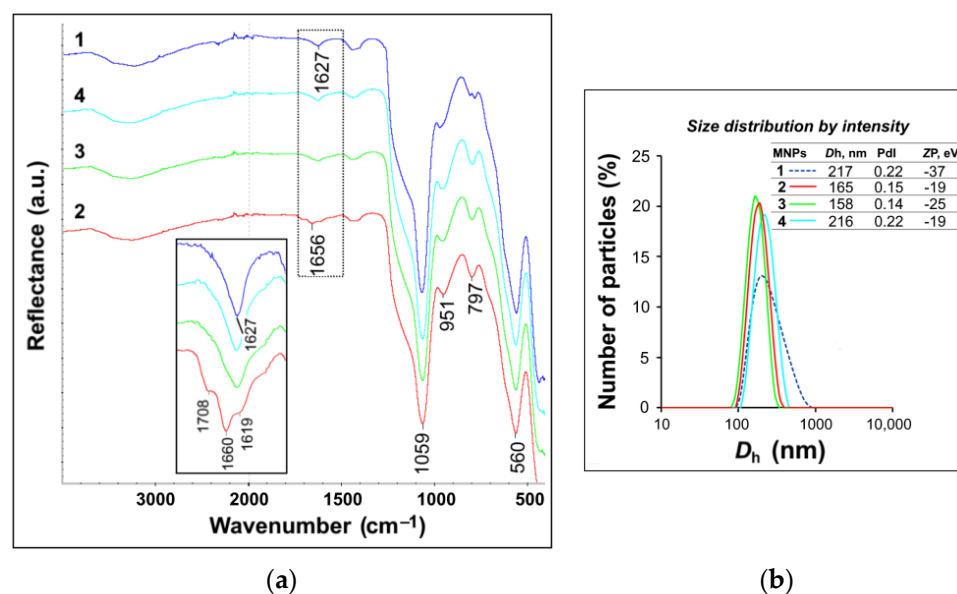 1
4
3
2
1627
1656
1627
1708
1660
1619
951
797
1059
560
Reflectance (a.u.)
3000 2000 1500 1000 500
Wavenumber (cm⁻¹)
(a)
Size distribution by intensity
MNPs Dh, nm PdI ZP, eV
1 217 0.22 -37
2 165 0.15 -19
3 158 0.14 -25
4 216 0.22 -19
Number of particles (%)
25
20
15
10
5
0
10 100 1000 10,000
Dh (nm)
(b)